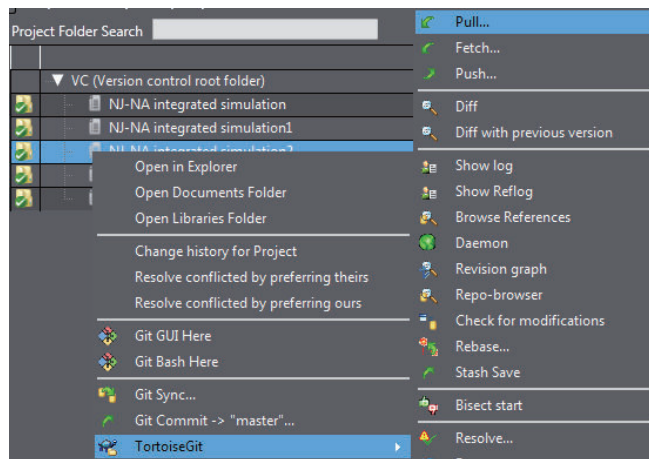 Project Folder Search
VC (Version control root folder)
NJ-NA integrated simulation
NJ-NA integrated simulation1
NJ-NA integrated simulation2
Open in Explorer
Open Documents Folder
Open Libraries Folder
Change history for Project
Resolve conflicted by preferring theirs
Resolve conflicted by preferring ours
Git GUI Here
Git Bash Here
Git Sync...
Git Commit -> "master"...
TortoiseGit
Pull...
Fetch...
Push...
Diff
Diff with previous version
Show log
Show Reflog
Browse References
Daemon
Revision graph
Repo-browser
Check for modifications
Rebase...
Stash Save
Bisect start
Resolve...